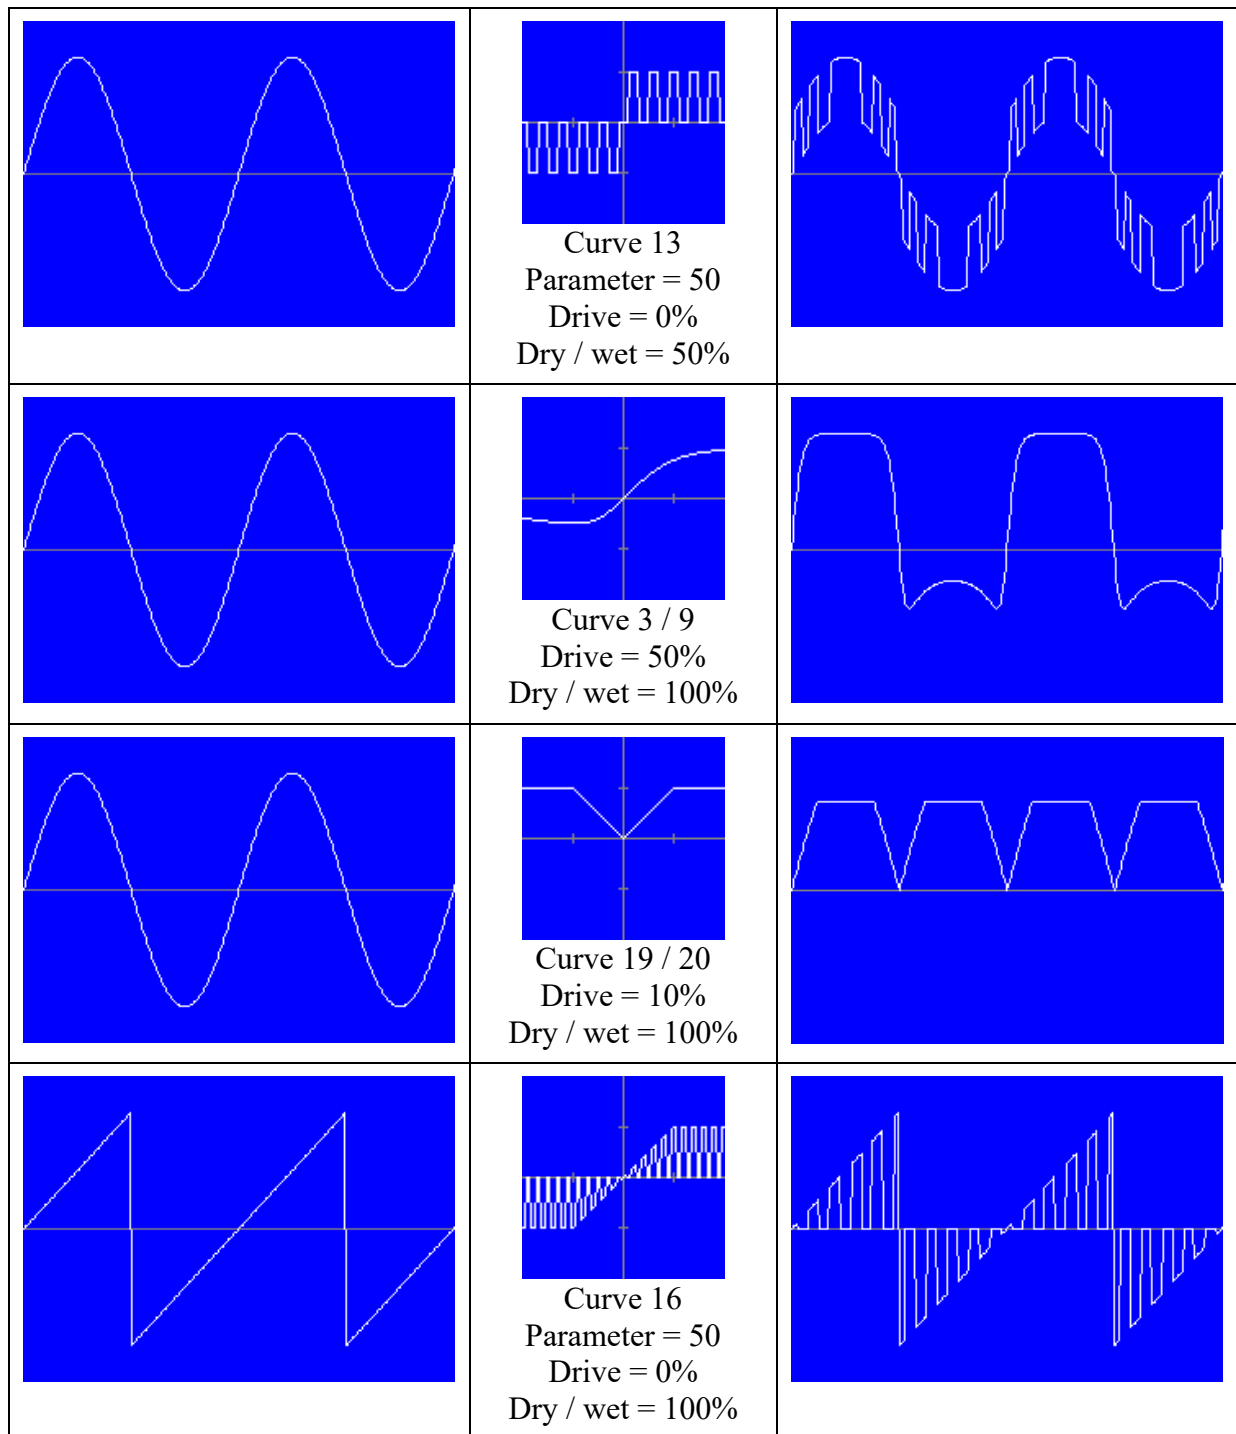 Curve 13
Parameter = 50
Drive = 0%
Dry / wet = 50%
Curve 3 / 9
Drive = 50%
Dry / wet = 100%
Curve 19 / 20
Drive = 10%
Dry / wet = 100%
Curve 16
Parameter = 50
Drive = 0%
Dry / wet = 100%